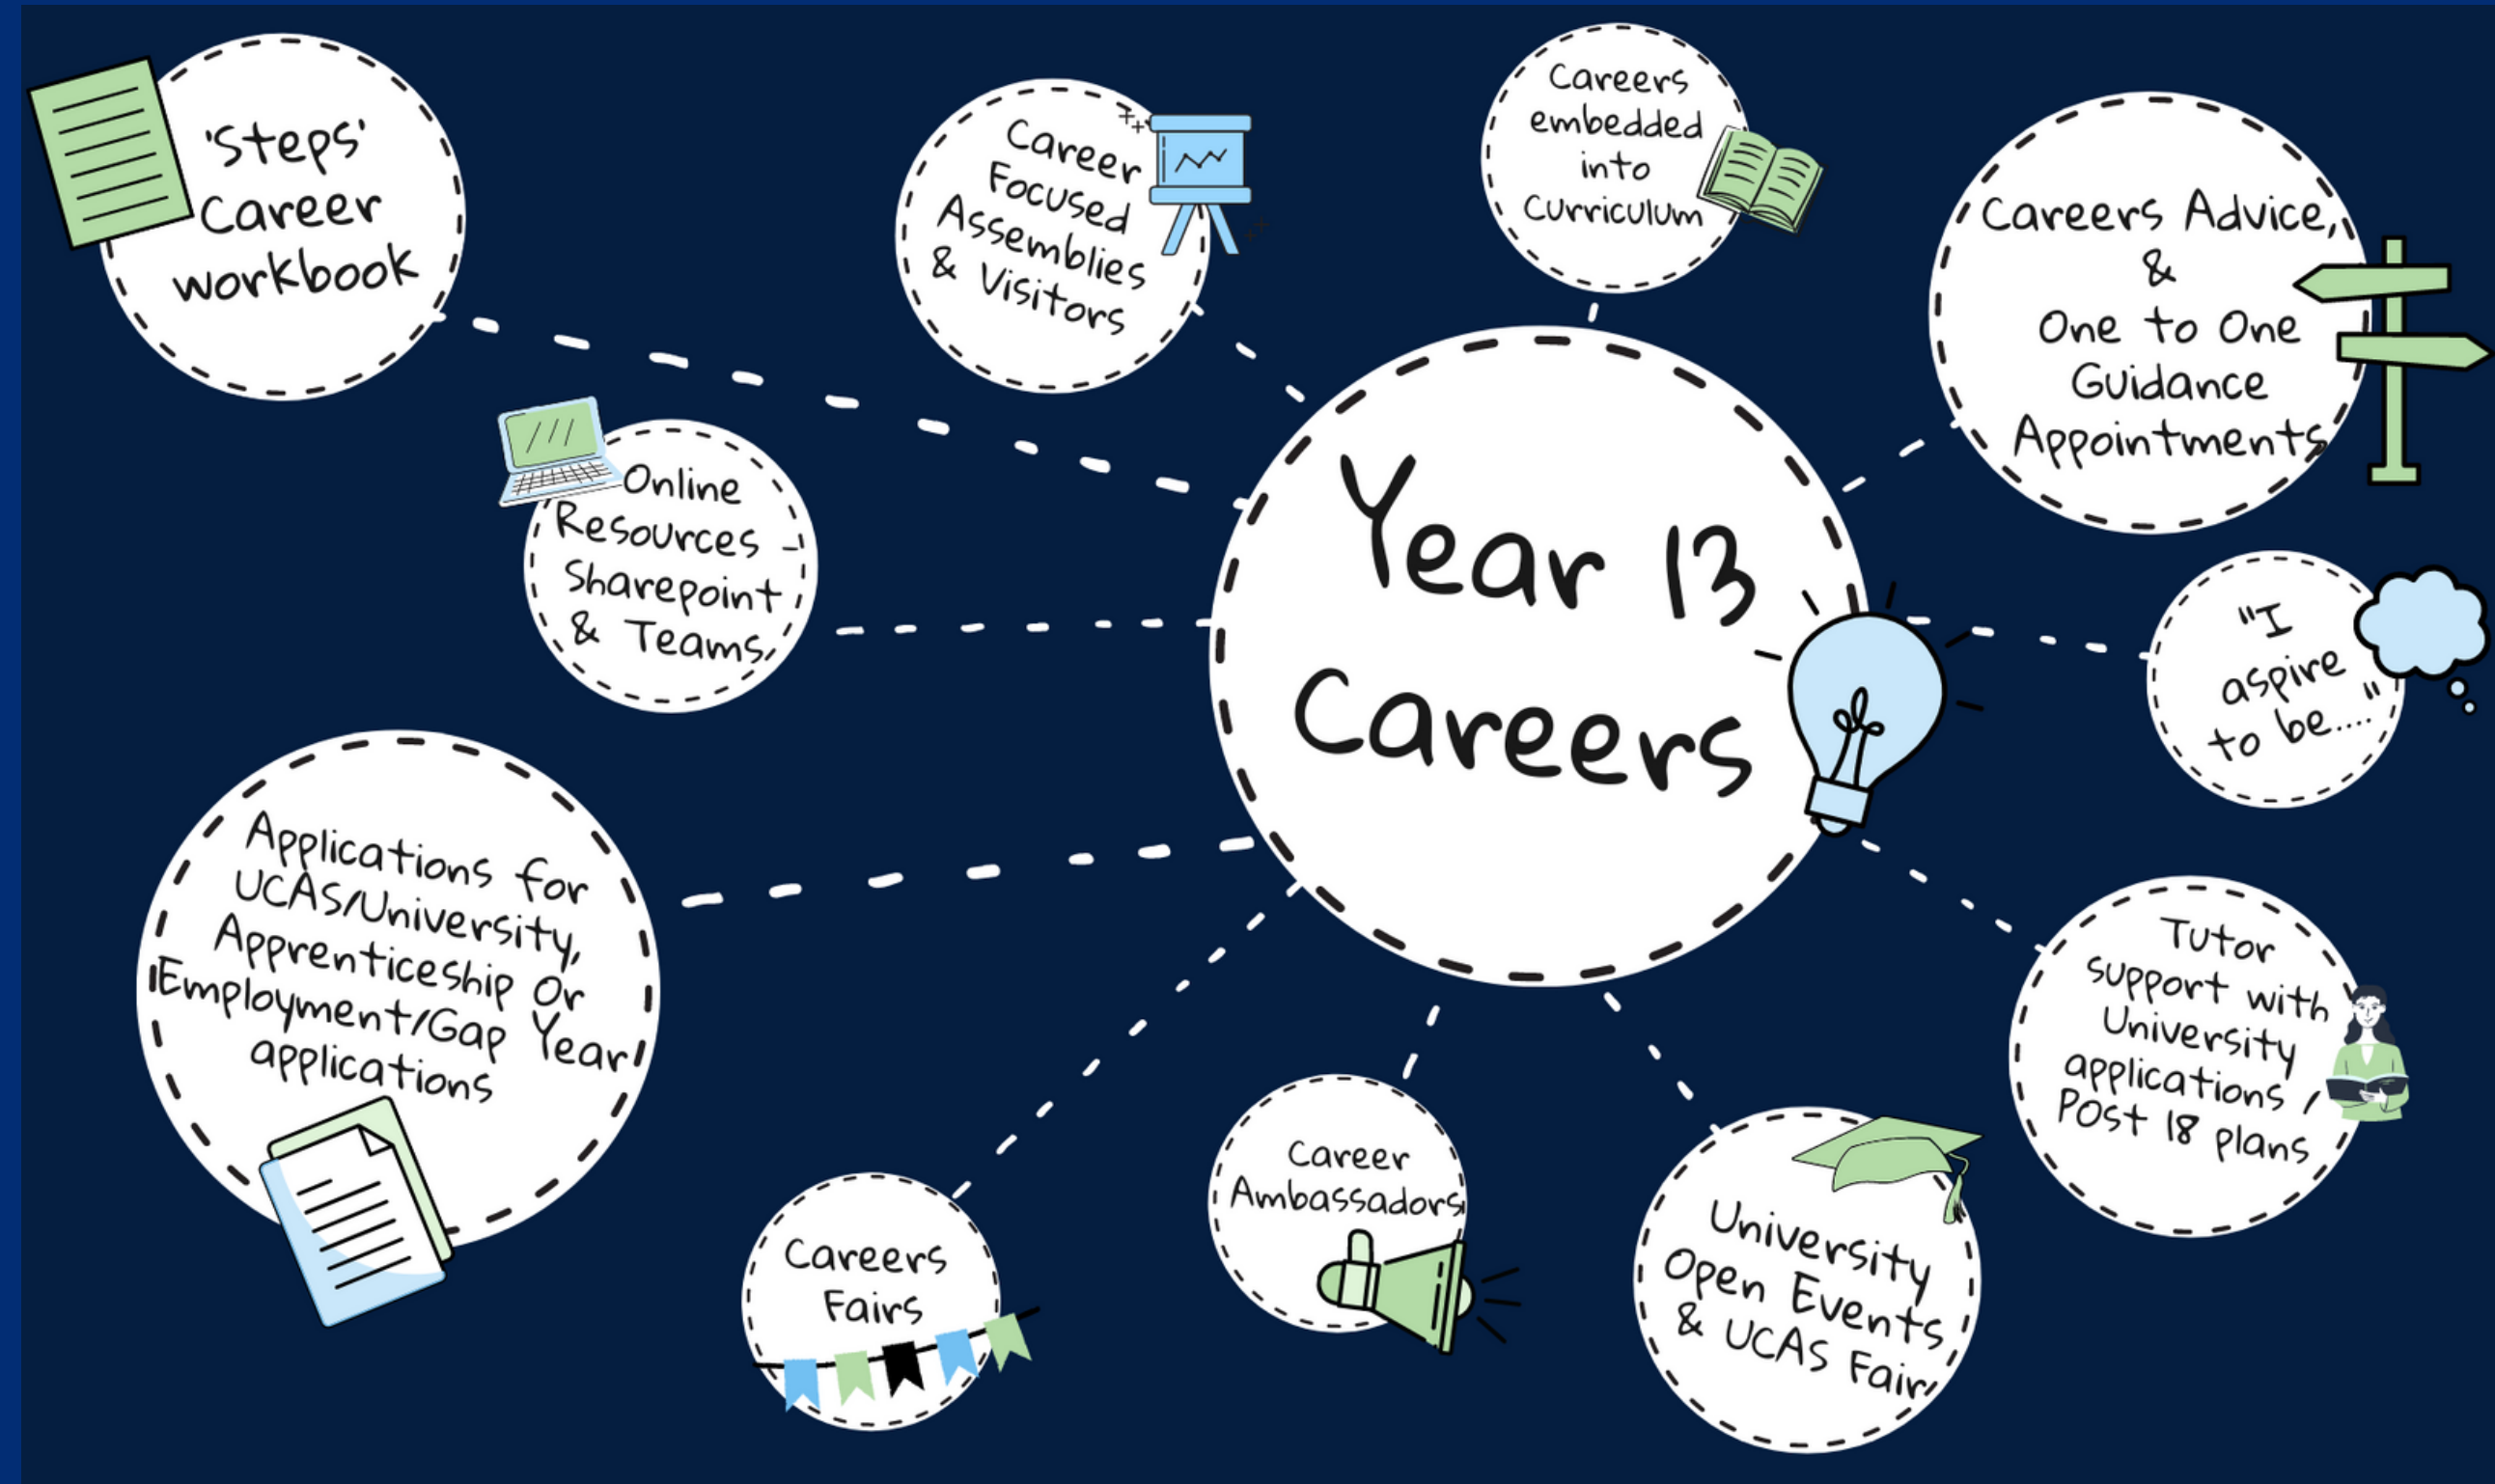 'Steps'
Career
workbook
Career
Focused
Assemblies
& Visitors
Careers
embedded
into
Curriculum
Careers Advice,
&
One to One
Guidance
Appointments
Online
Resources -
Sharepoint
& Teams
Year 13
Careers
"I
aspire
to be...."
Applications for
UCAS/University,
Apprenticeship Or
Employment/Gap Year
applications
Tutor
support with
University
applications /
Post 18 plans
Careers
Fairs
Career
Ambassadors
University
Open Events
& UCAS Fair